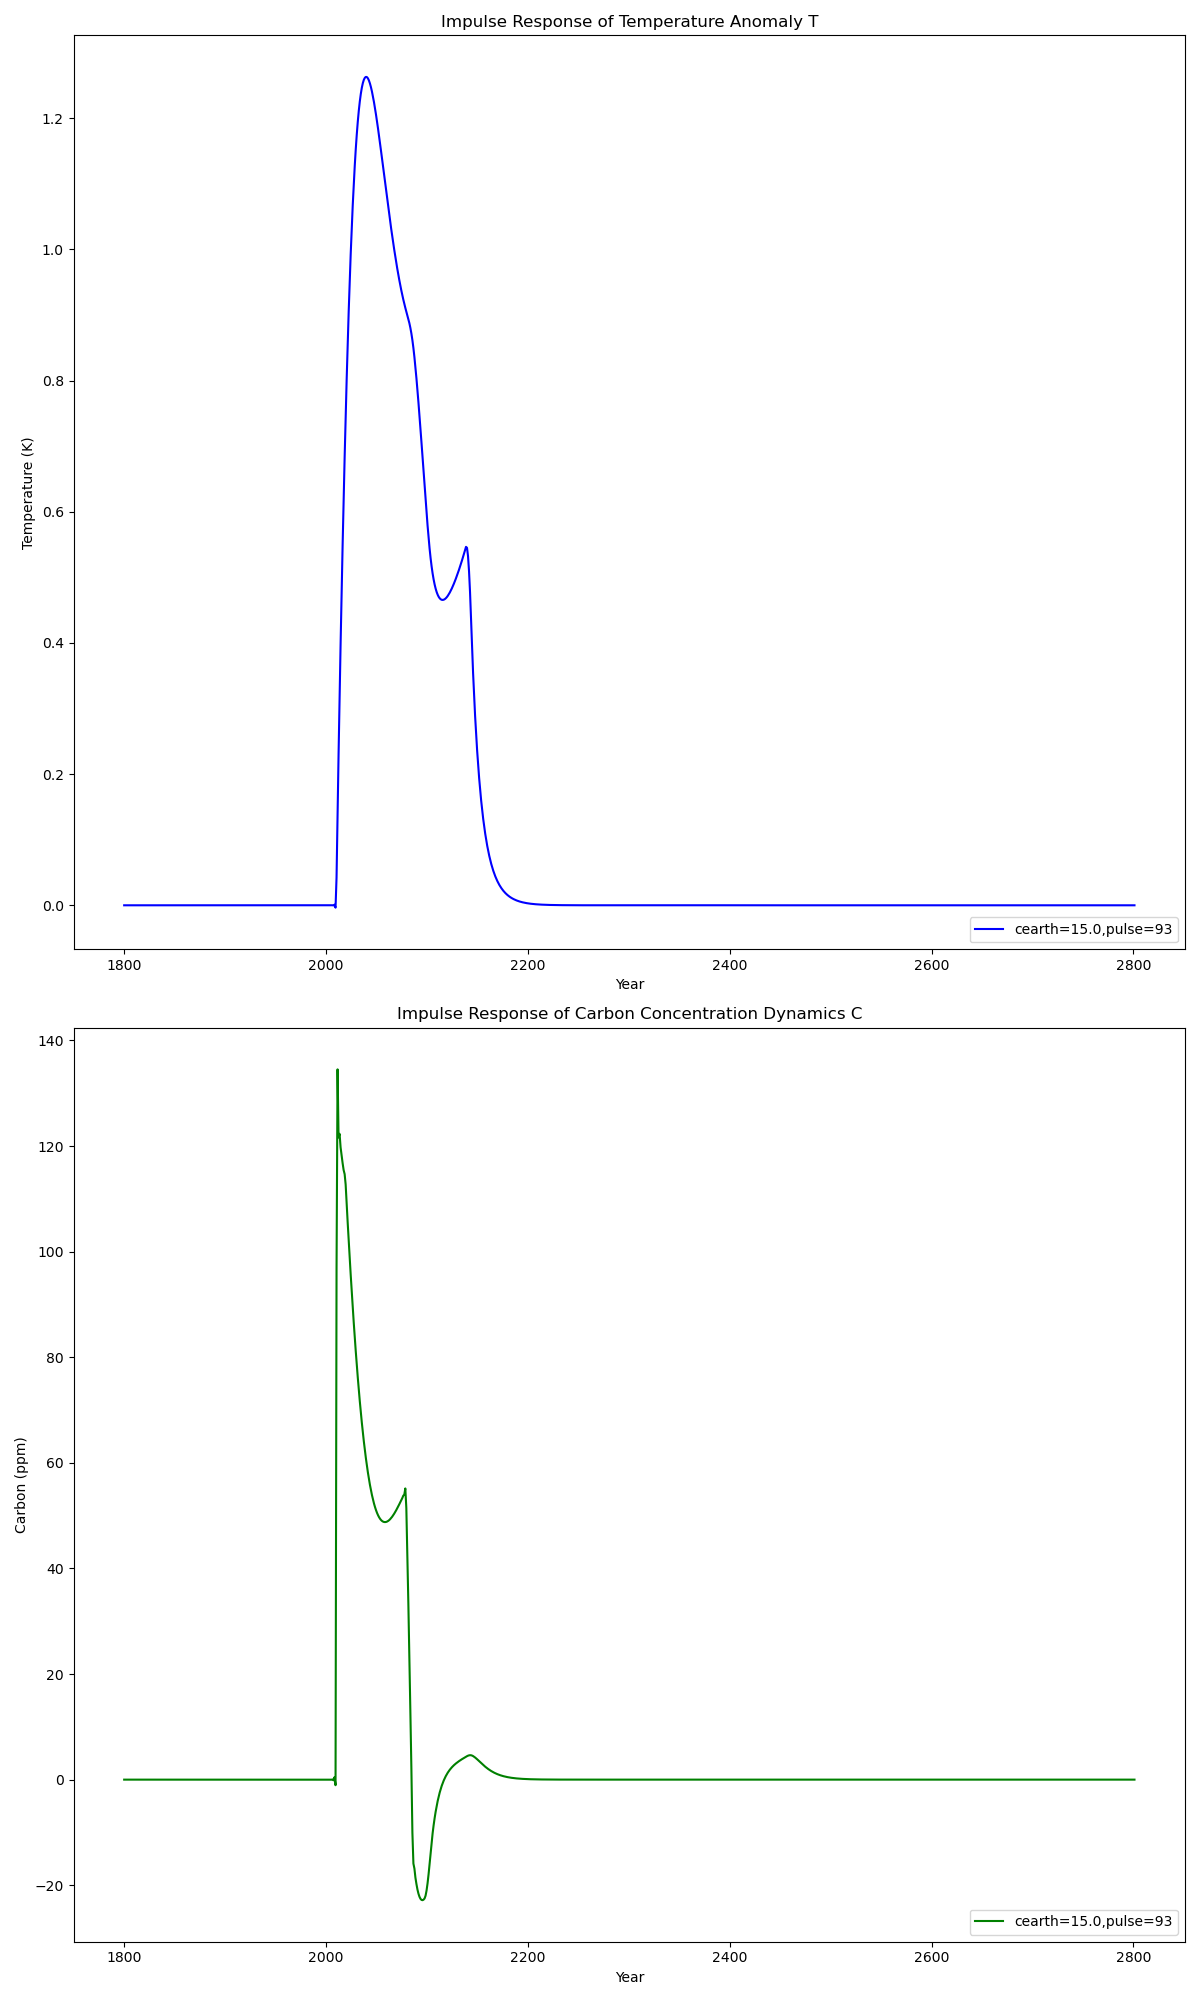 Impulse Response of Temperature Anomaly T
1.2
1.0
0.8
0.6
0.4
0.2
0.0
Temperature (K)
cearth=15.0,pulse=93
1800 2000 2200 2400 2600 2800
Year
Impulse Response of Carbon Concentration Dynamics C
140
120
100
80
60
40
20
0
−20
Carbon (ppm)
cearth=15.0,pulse=93
1800 2000 2200 2400 2600 2800
Year